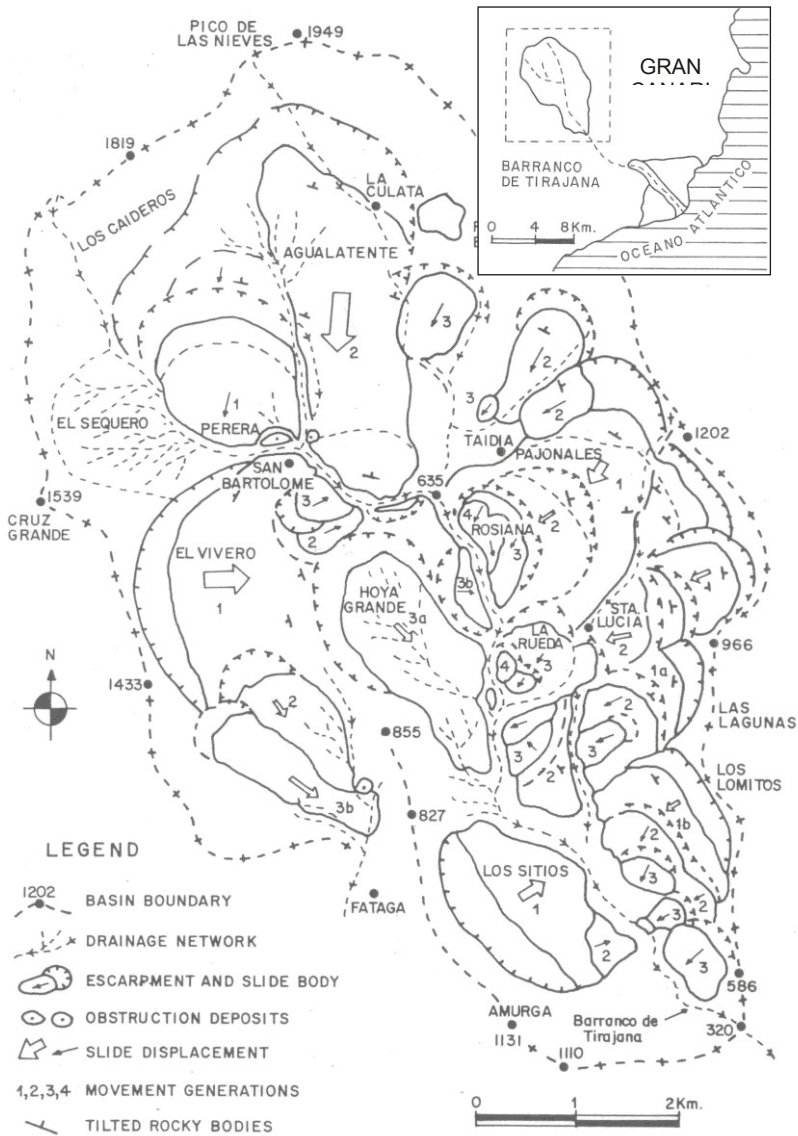 PICO DE
LAS NIEVES
1949
1819
LOS CAIDEROS
LA
CULATA
AGUALATENTE
2
3
2
3
2
1
EL SEQUERO
PERERA
TAIDIA
PAJONALES
1202
1
SAN
BARTOLOME
635
1539
CRUZ
GRANDE
3
2
4
ROSIANA
2
3
EL VIVERO
1
HOYA
GRANDE
3a
3b
STA.
LUCIA
2
LA
RUEDA
4
3
966
1a
N
1433
2
855
2
3
LAS
LAGUNAS
3
2
LOS
LOMITOS
3b
827
1b
2
3
LOS SITIOS
1
2
3
2
3
FATAGA
586
AMURGA
1131
1110
Barranco de
Tirajana
320
GRAN
BARRANCO
DE TIRAJANA
0 4 8Km.
OCEANO ATLANTICO
LEGEND
1202
BASIN BOUNDARY
DRAINAGE NETWORK
ESCARPMENT AND SLIDE BODY
OBSTRUCTION DEPOSITS
SLIDE DISPLACEMENT
1,2,3,4 MOVEMENT GENERATIONS
TILTED ROCKY BODIES
0 1 2Km.